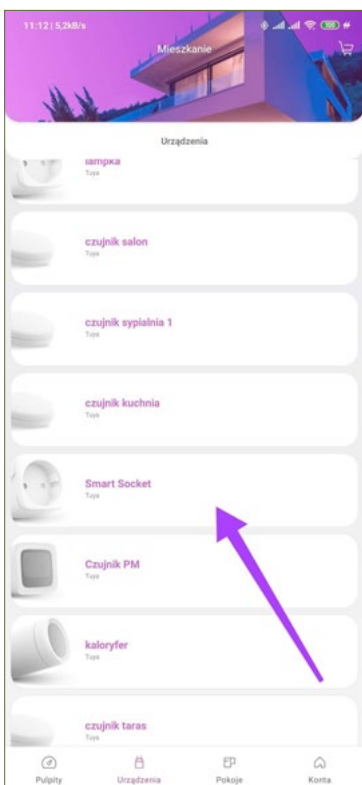 11:12 | 5,2kB/s
100
Mieszkanie
Urządzenia
lampka
Tuya
czujnik salon
Tuya
czujnik sypialnia 1
Tuya
czujnik kuchnia
Tuya
Smart Socket
Tuya
Czujnik PM
Tuya
kaloryfer
Tuya
czujnik taras
Tuya
Pulpity
Urządzenia
Pokoje
Konta